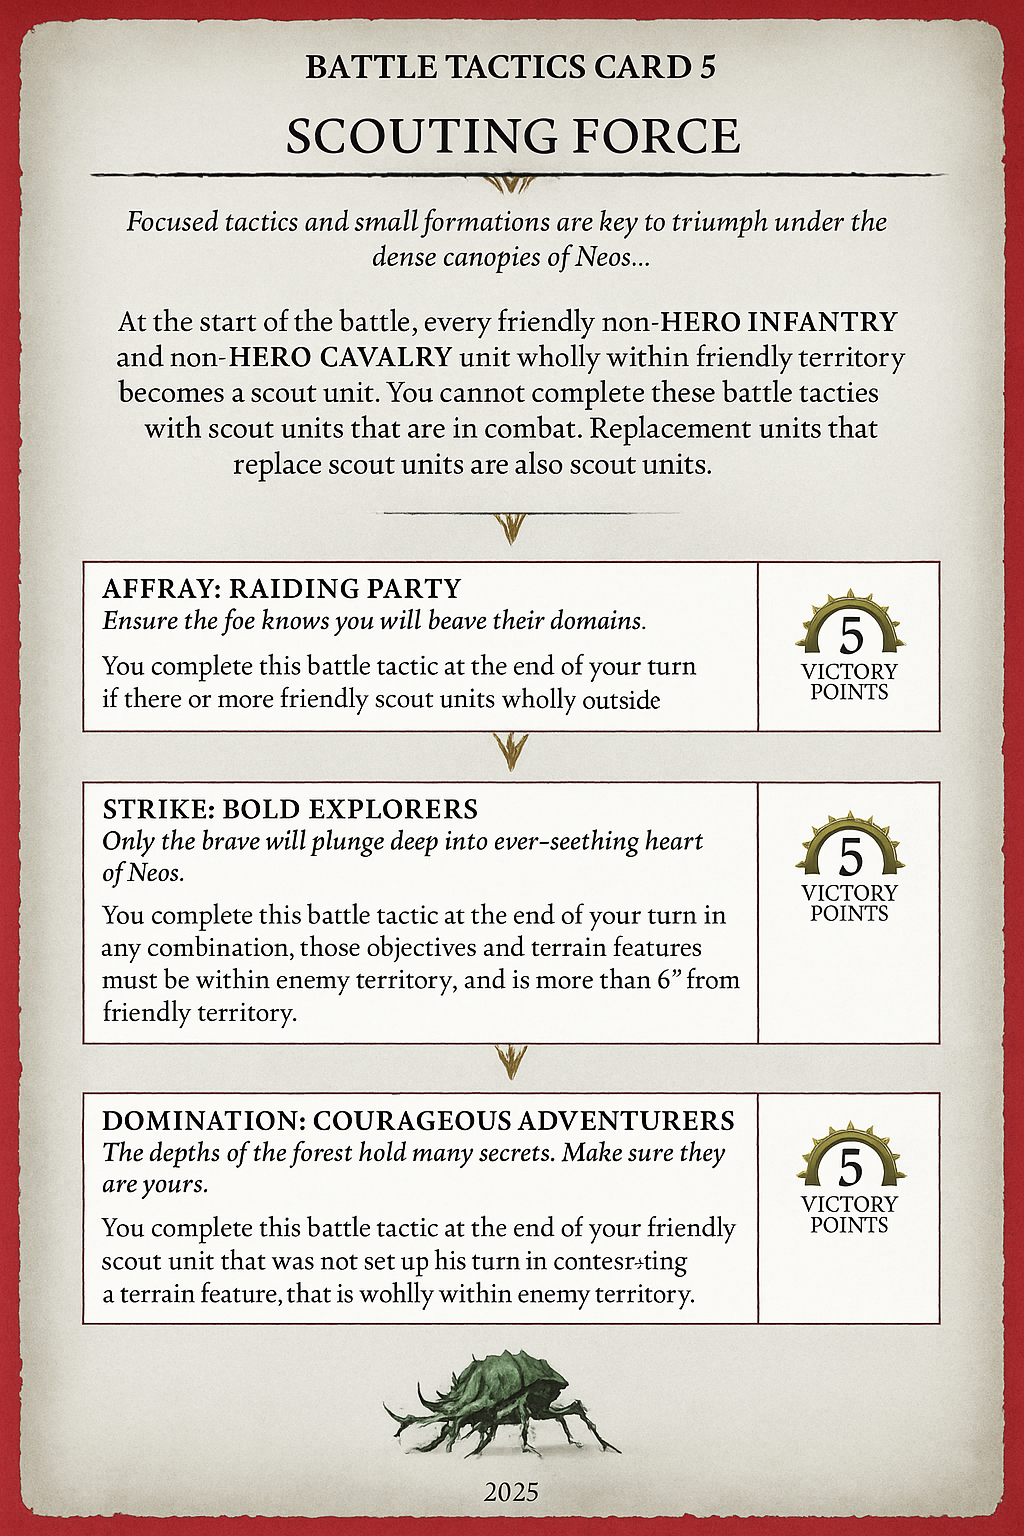 BATTLE TACTICS CARD 5
SCOUTING FORCE
Focused tactics and small formations are key to triumph under the
dense canopies of Neos...
At the start of the battle, every friendly non-HERO INFANTRY
and non-HERO CAVALRY unit wholly within friendly territory
becomes a scout unit. You cannot complete these battle tacties
with scout units that are in combat. Replacement units that
replace scout units are also scout units.
AFFRAY: RAIDING PARTY
Ensure the foe knows you will beave their domains.
You complete this battle tactic at the end of your turn
if there or more friendly scout units wholly outside
5
VICTORY
POINTS
STRIKE: BOLD EXPLORERS
Only the brave will plunge deep into ever-seething heart
of Neos.
You complete this battle tactic at the end of your turn in
any combination, those objectives and terrain features
must be within enemy territory, and is more than 6” from
friendly territory.
5
VICTORY
POINTS
DOMINATION: COURAGEOUS ADVENTURERS
The depths of the forest hold many secrets. Make sure they
are yours.
You complete this battle tactic at the end of your friendly
scout unit that was not set up his turn in contesr-ting
a terrain feature, that is wohlly within enemy territory.
5
VICTORY
POINTS
2025